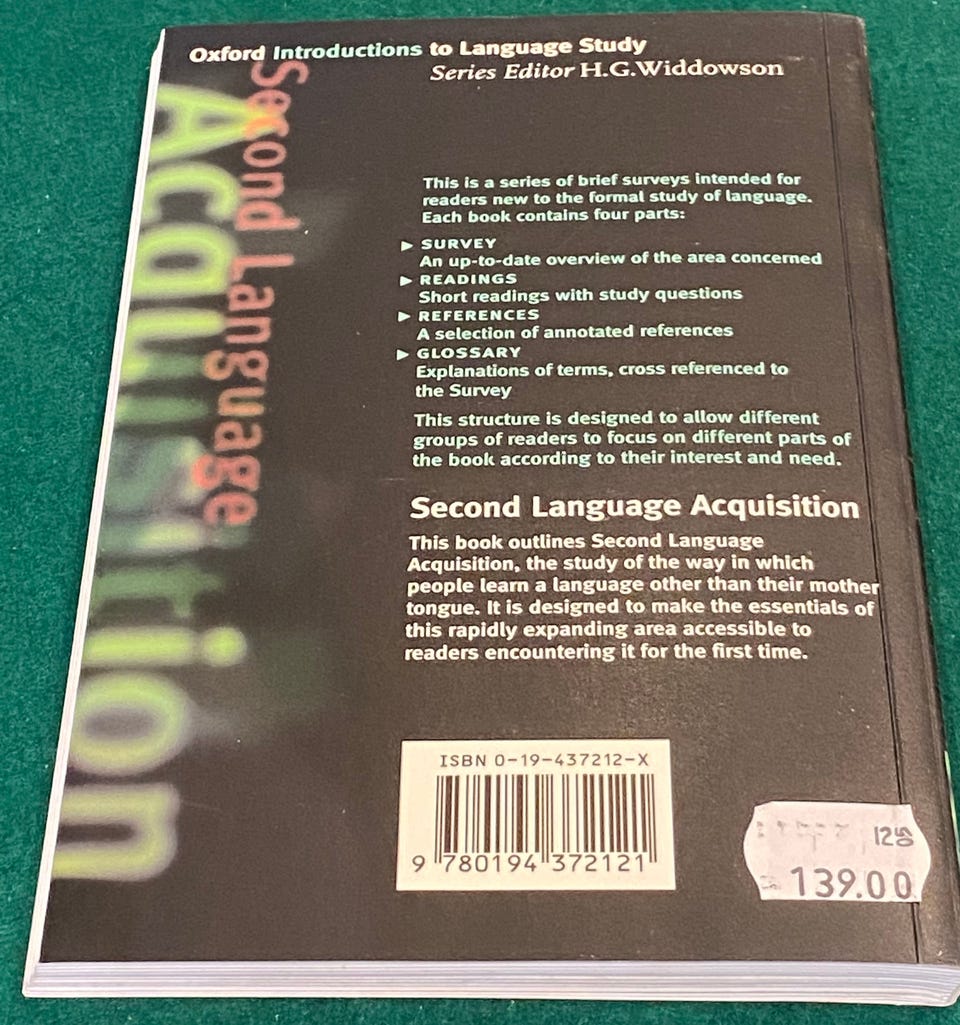 Oxford Introductions to Language Study
Series Editor H.G.Widdowson
Second Language
Acquisition
This is a series of brief surveys intended for
readers new to the formal study of language.
Each book contains four parts:
▶ SURVEY
An up-to-date overview of the area concerned
▶ READINGS
Short readings with study questions
▶ REFERENCES
A selection of annotated references
▶ GLOSSARY
Explanations of terms, cross referenced to
the Survey
This structure is designed to allow different
groups of readers to focus on different parts of
the book according to their interest and need.
Second Language Acquisition
This book outlines Second Language
Acquisition, the study of the way in which
people learn a language other than their mother
tongue. It is designed to make the essentials of
this rapidly expanding area accessible to
readers encountering it for the first time.
ISBN 0-19-437212-X
9 780194 372121
139.00